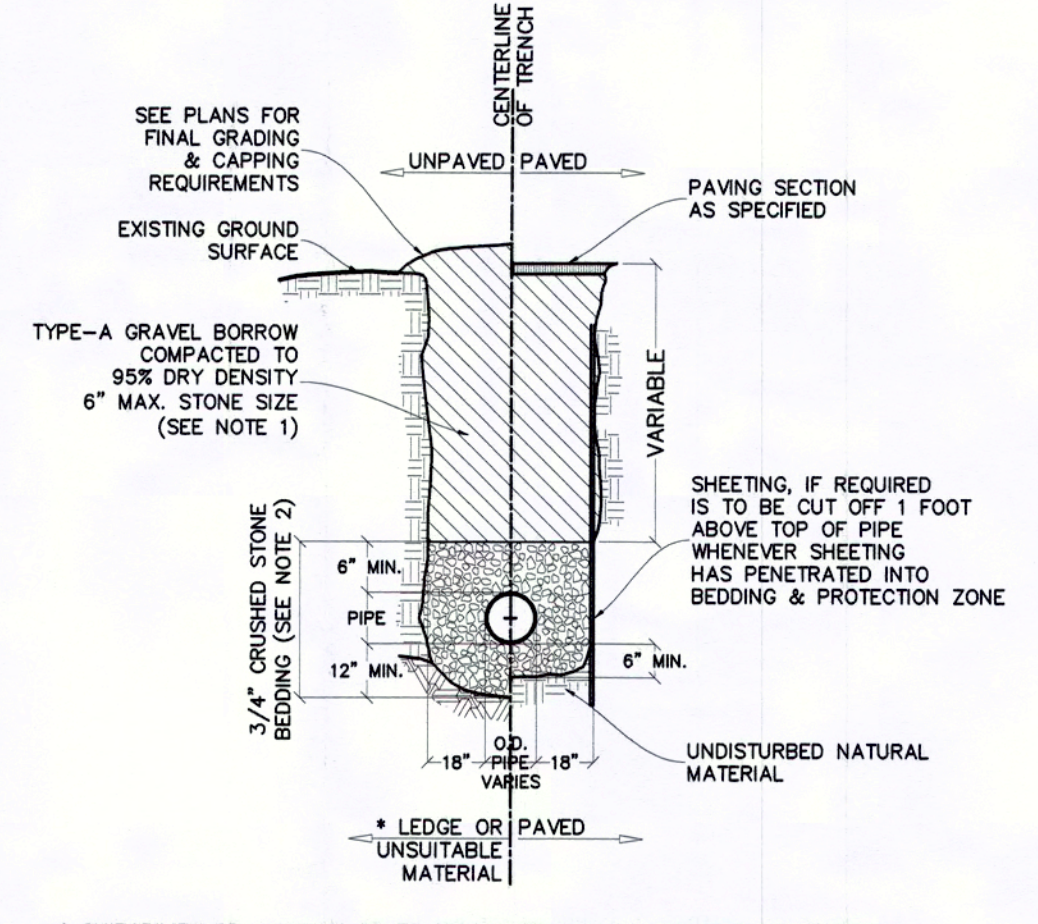 CENTERLINE
OF TRENCH
SEE PLANS FOR
FINAL GRADING
& CAPPING
REQUIREMENTS
UNPAVED
PAVED
PAVING SECTION
AS SPECIFIED
EXISTING GROUND
SURFACE
TYPE-A GRAVEL BORROW
COMPACTED TO
95% DRY DENSITY
6" MAX. STONE SIZE
(SEE NOTE 1)
VARIABLE
SHEETING, IF REQUIRED
IS TO BE CUT OFF 1 FOOT
ABOVE TOP OF PIPE
WHENEVER SHEETING
HAS PENETRATED INTO
BEDDING & PROTECTION ZONE
3/4" CRUSHED STONE
BEDDING (SEE NOTE 2)
6" MIN.
PIPE
12" MIN.
6" MIN.
18"
O.D.
PIPE
VARIES
18"
UNDISTURBED NATURAL
MATERIAL
* LEDGE OR
UNSUITABLE
MATERIAL
PAVED